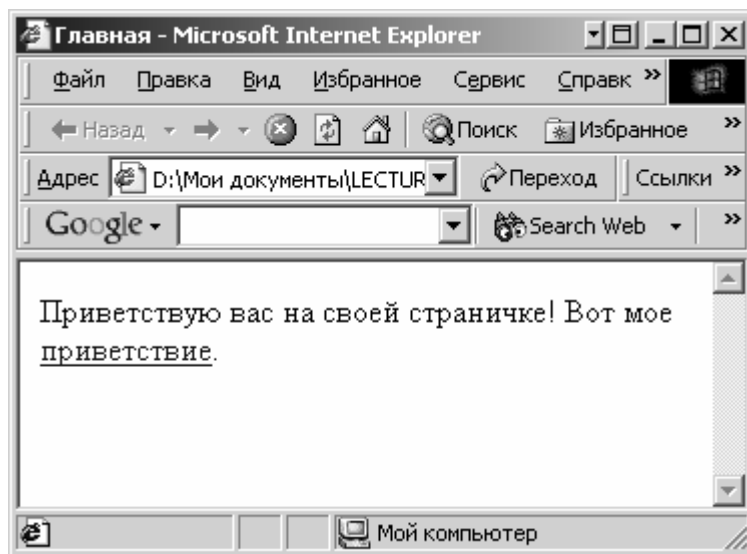 Главная - Microsoft Internet Explorer
Файл Правка Вид Избранное Сервис Справк »
Назад Поиск Избранное »
Адрес D:\Мои документы\LECTUR Переход Ссылки »
Google Search Web »
Приветствую вас на своей страничке! Вот мое
приветствие.
Мой компьютер